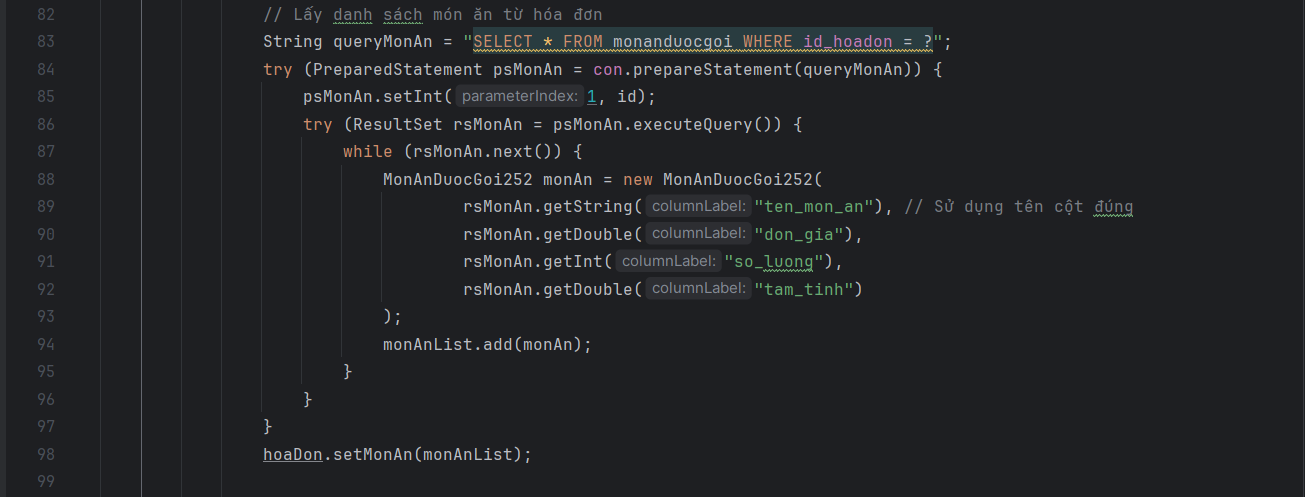 82 // Lấy danh sách món ăn từ hóa đơn
83 String queryMonAn = "SELECT * FROM monanduocgoi WHERE id_hoadon = ?";
84 try (PreparedStatement psMonAn = con.prepareStatement(queryMonAn)) {
85 psMonAn.setInt( parameterIndex: 1, id);
86 try (ResultSet rsMonAn = psMonAn.executeQuery()) {
87 while (rsMonAn.next()) {
88 MonAnDuocGoi252 monAn = new MonAnDuocGoi252(
89 rsMonAn.getString( columnLabel: "ten_mon_an"), // Sử dụng tên cột đúng
90 rsMonAn.getDouble( columnLabel: "don_gia"),
91 rsMonAn.getInt( columnLabel: "so_luong"),
92 rsMonAn.getDouble( columnLabel: "tam_tinh")
93 );
94 monAnList.add(monAn);
95 }
96 }
97 }
98 hoaDon.setMonAn(monAnList);
99